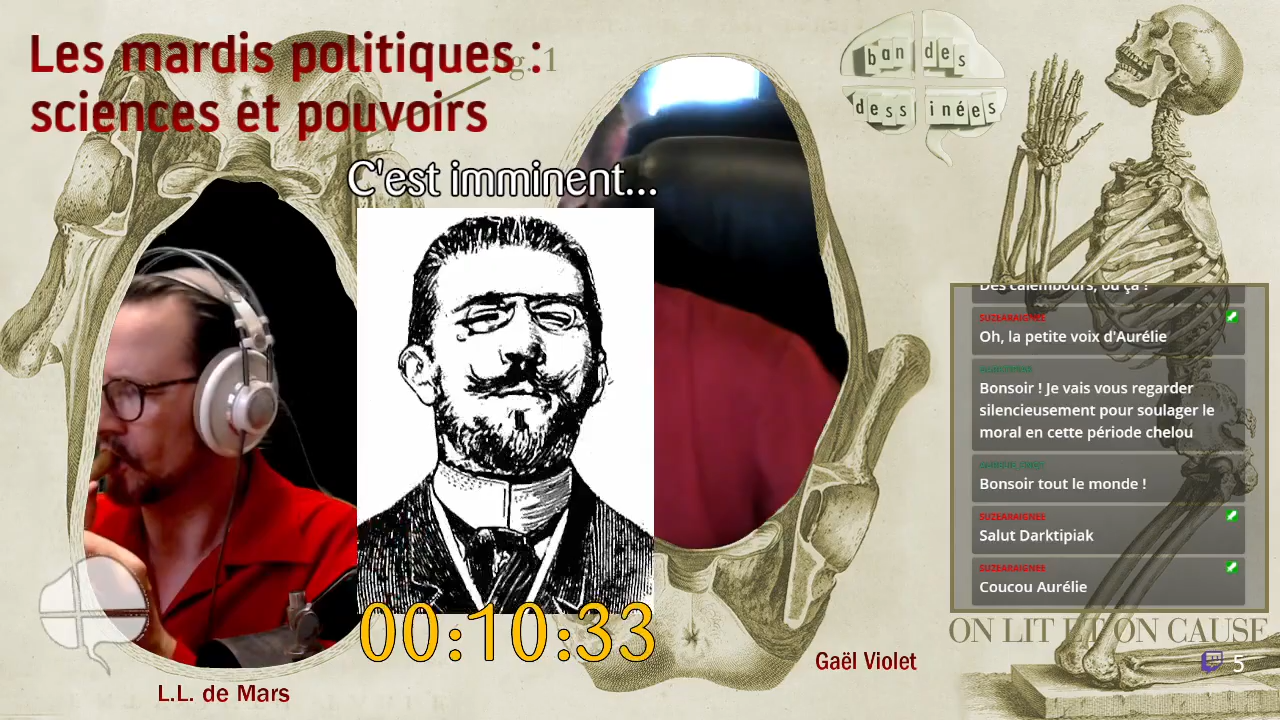 Les mardis politiques :
sciences et pouvoirs
g. 1
ban des
dess inées
C'est imminent...
Des calembours, où ça ?
SUZEARAIGNEE
Oh, la petite voix d'Aurélie
Bonsoir ! Je vais vous regarder
silencieusement pour soulager le
moral en cette période chelou
Bonsoir tout le monde !
SUZEARAIGNEE
Salut Darktipiak
SUZEARAIGNEE
Coucou Aurélie
00:10:33
ON LIT ET ON CAUSE
5
Gaël Violet
L.L. de Mars